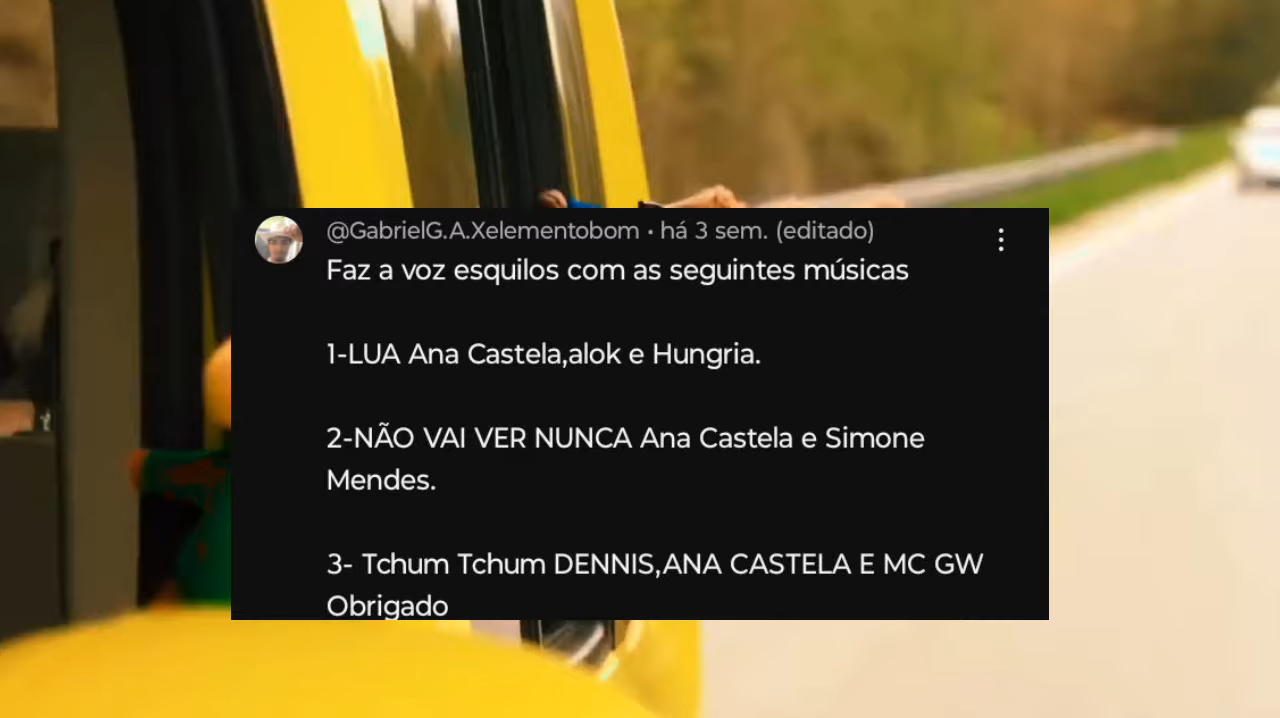 @GabrielG.A.Xelementobom • há 3 sem. (editado)
Faz a voz esquilos com as seguintes músicas
1-LUA Ana Castela,alok e Hungria.
2-NÃO VAI VER NUNCA Ana Castela e Simone
Mendes.
3- Tchum Tchum DENNIS,ANA CASTELA E MC GW
Obrigado